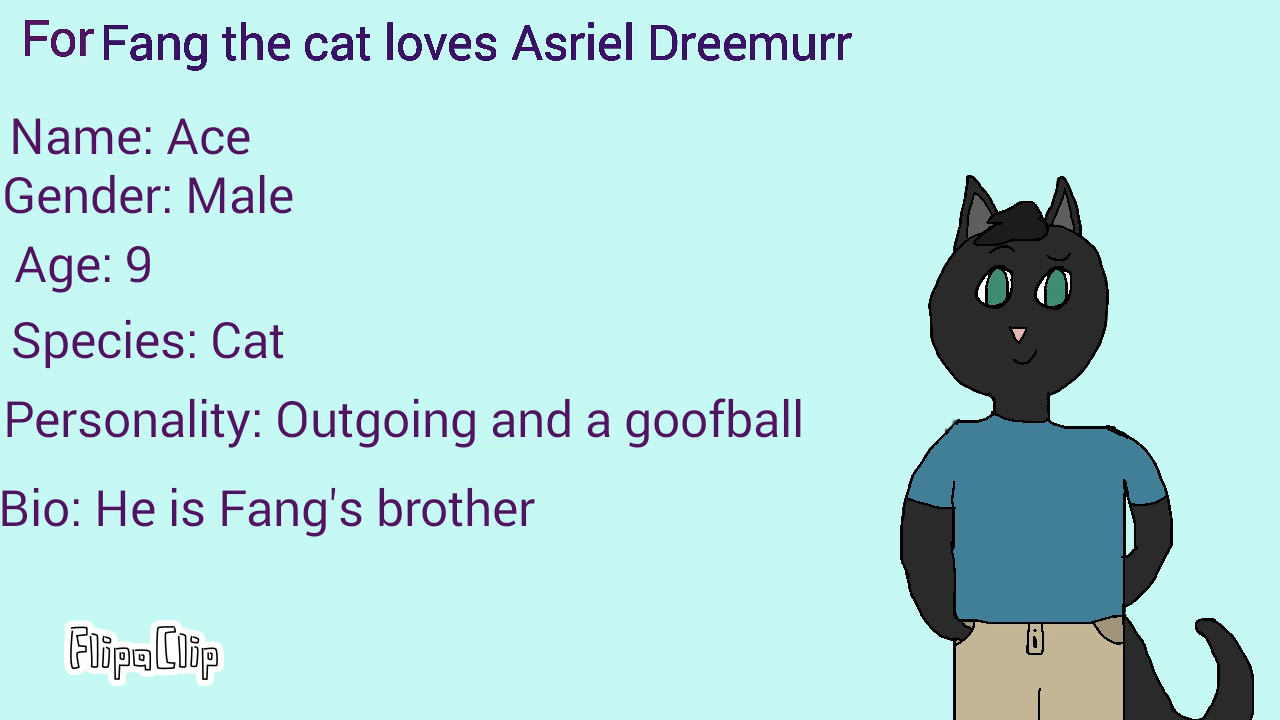 For Fang the cat loves Asriel Dreemurr
Name: Ace
Gender: Male
Age: 9
Species: Cat
Personality: Outgoing and a goofball
Bio: He is Fang's brother
FlipaClip